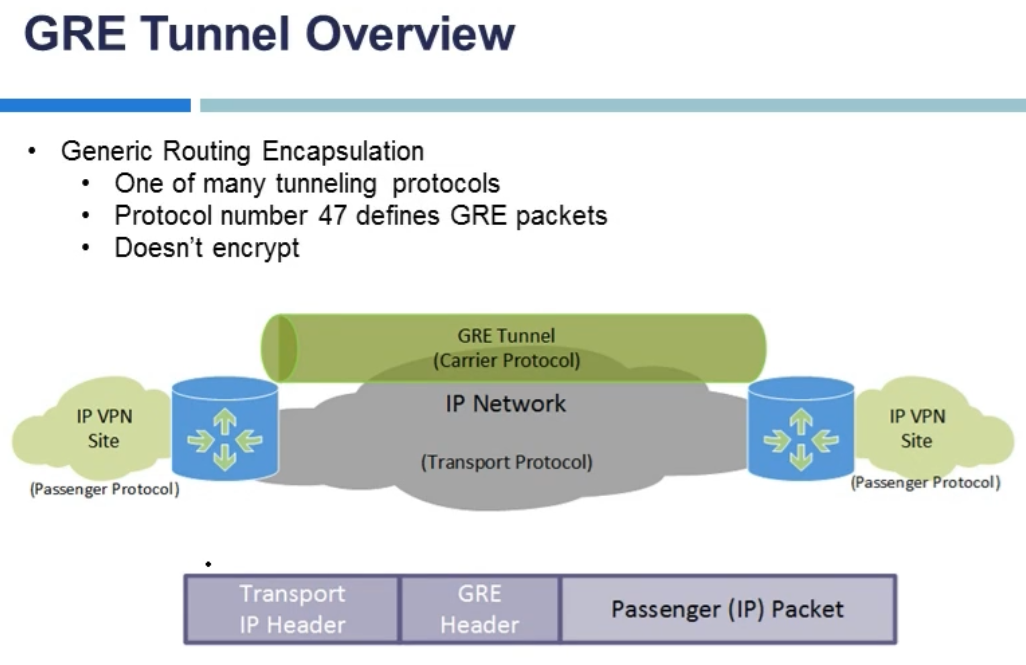 GRE Tunnel Overview
• Generic Routing Encapsulation
• One of many tunneling protocols
• Protocol number 47 defines GRE packets
• Doesn't encrypt
GRE Tunnel
(Carrier Protocol)
IP VPN
Site
(Passenger Protocol)
IP Network
(Transport Protocol)
IP VPN
Site
(Passenger Protocol)
•
Transport
IP Header
GRE
Header
Passenger (IP) Packet